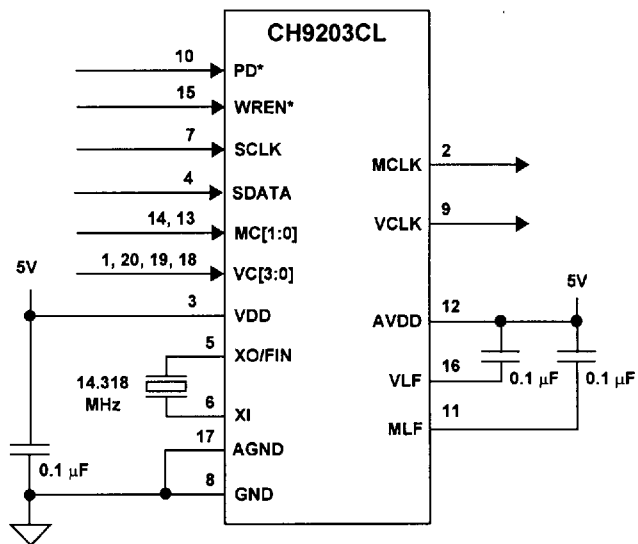 CH9203CL
10
PD*
15
WREN*
7
SCLK
4
SDATA
14, 13
MC[1:0]
1, 20, 19, 18
VC[3:0]
5V
3
VDD
5
XO/FIN
14.318
MHz
6
XI
17
AGND
0.1 μF
8
GND
2
MCLK
9
VCLK
5V
12
AVDD
16
VLF
0.1 μF
0.1 μF
11
MLF